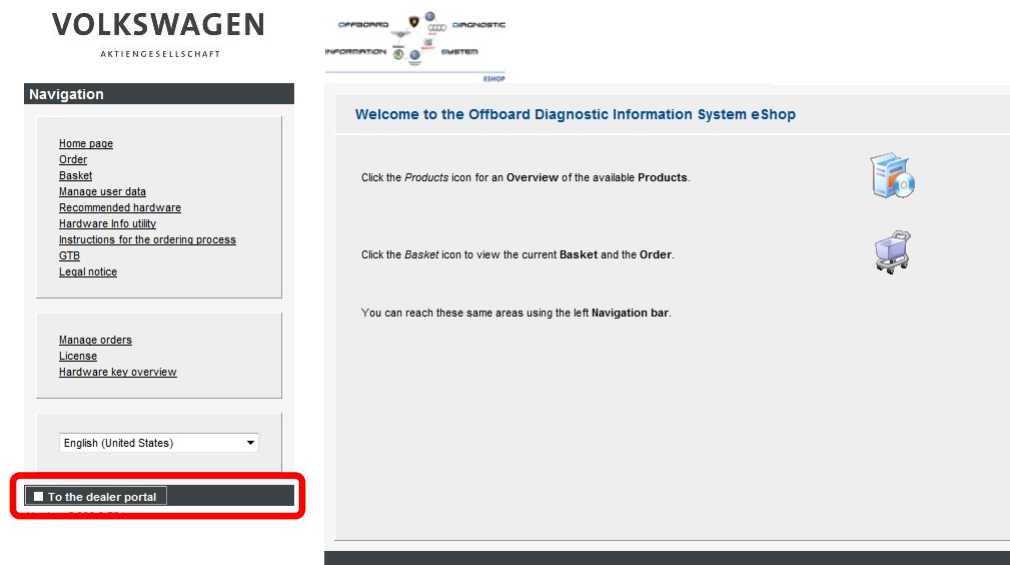 VOLKSWAGEN
AKTIENGESELLSCHAFT
OFFBOARD DIAGNOSTIC
INFORMATION SYSTEM
ESHOP
Navigation
Home page
Order
Basket
Manage user data
Recommended hardware
Hardware Info utility
Instructions for the ordering process
GTB
Legal notice
Manage orders
License
Hardware key overview
English (United States)
To the dealer portal
Welcome to the Offboard Diagnostic Information System eShop
Click the Products icon for an Overview of the available Products.
Click the Basket icon to view the current Basket and the Order.
You can reach these same areas using the left Navigation bar.